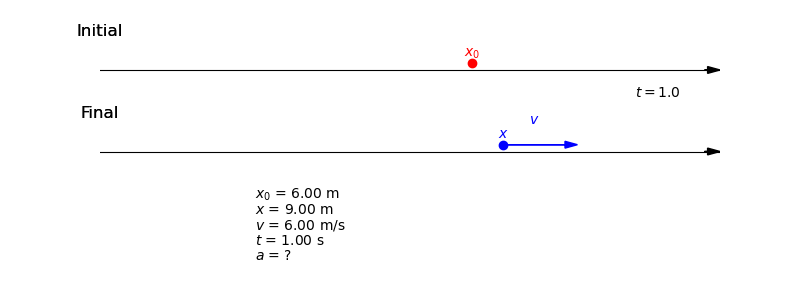 Initial
x₀
t = 1.0
Final
v
x
x₀ = 6.00 m
x = 9.00 m
v = 6.00 m/s
t = 1.00 s
a = ?